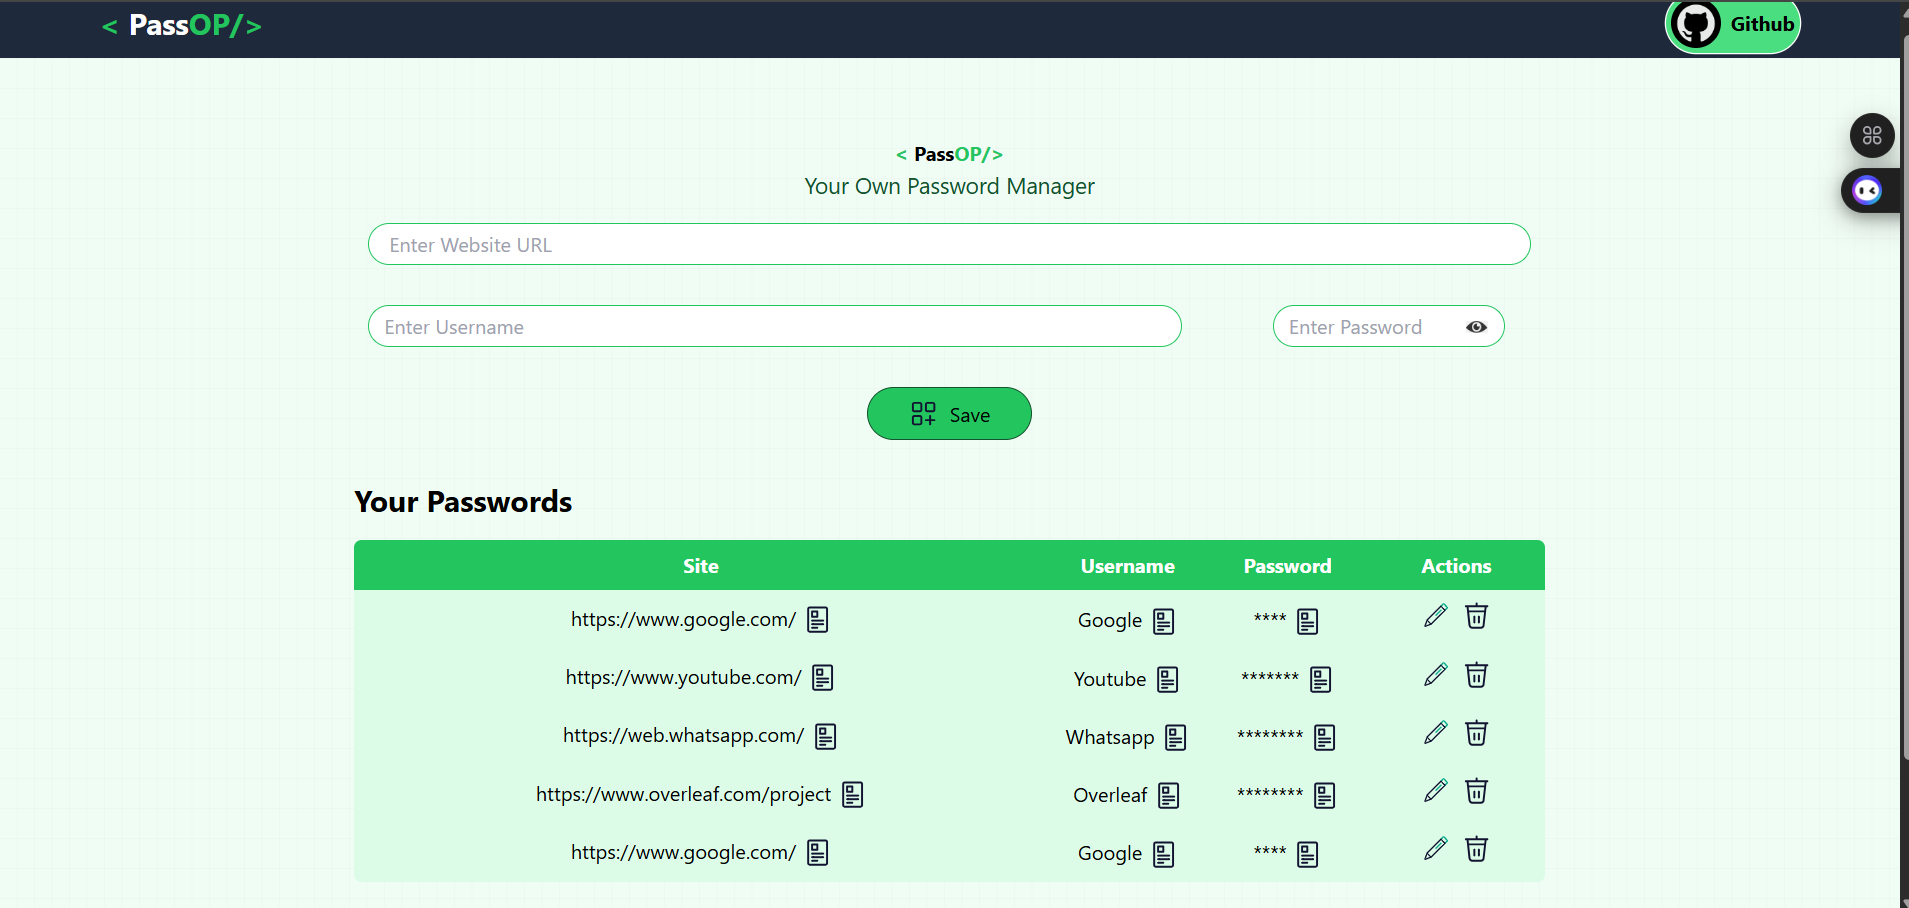 < PassOP/>
Github
< PassOP/>
Your Own Password Manager
Enter Website URL
Enter Username
Enter Password
Save
Your Passwords
Site Username Password Actions
https://www.google.com/ Google ****
https://www.youtube.com/ Youtube *******
https://web.whatsapp.com/ Whatsapp ********
https://www.overleaf.com/project Overleaf ********
https://www.google.com/ Google ****